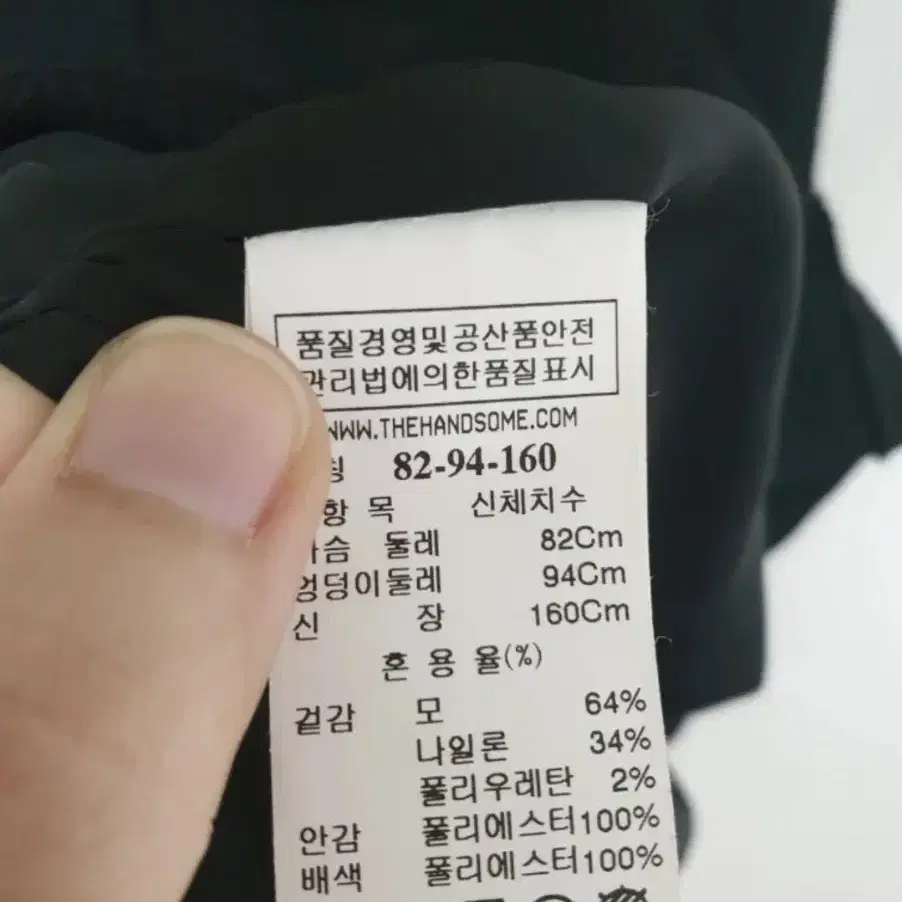 품질경영및공산품안전
관리법에의한품질표시
WWW.THEHANDSOME.COM
칭 82-94-160
항 목 신체치수
가슴 둘레 82Cm
엉덩이둘레 94Cm
신 장 160Cm
혼 용 율(%)
겉감 모 64%
나일론 34%
폴리우레탄 2%
안감 폴리에스터100%
배색 폴리에스터100%